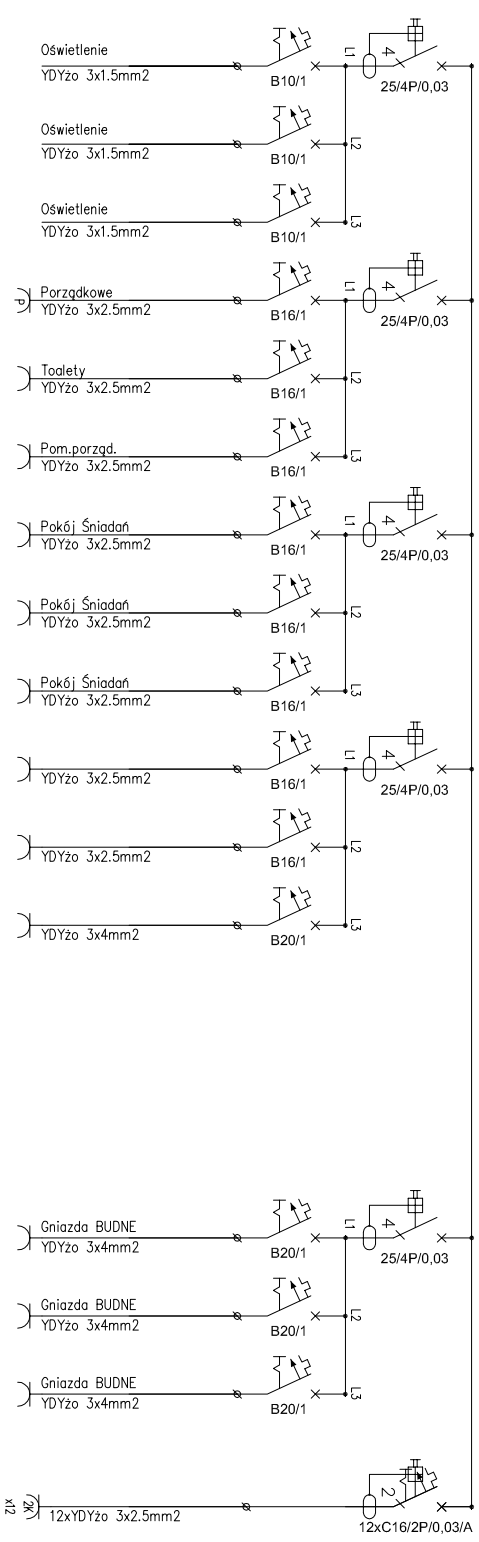 Oświetlenie
YDYżo 3x1.5mm2
B10/1
L1
4
25/4P/0,03
Oświetlenie
YDYżo 3x1.5mm2
B10/1
L2
Oświetlenie
YDYżo 3x1.5mm2
B10/1
L3
P
Porządkowe
YDYżo 3x2.5mm2
B16/1
L1
4
25/4P/0,03
Toalety
YDYżo 3x2.5mm2
B16/1
L2
Pom.porząd.
YDYżo 3x2.5mm2
B16/1
L3
Pokój Śniadań
YDYżo 3x2.5mm2
B16/1
L1
4
25/4P/0,03
Pokój Śniadań
YDYżo 3x2.5mm2
B16/1
L2
Pokój Śniadań
YDYżo 3x2.5mm2
B16/1
L3
YDYżo 3x2.5mm2
B16/1
L1
4
25/4P/0,03
YDYżo 3x2.5mm2
B16/1
L2
YDYżo 3x4mm2
B20/1
L3
Gniazda BUDNE
YDYżo 3x4mm2
B20/1
L1
4
25/4P/0,03
Gniazda BUDNE
YDYżo 3x4mm2
B20/1
L2
Gniazda BUDNE
YDYżo 3x4mm2
B20/1
L3
x12
2K
12xYDYżo 3x2.5mm2
2
12xC16/2P/0,03/A